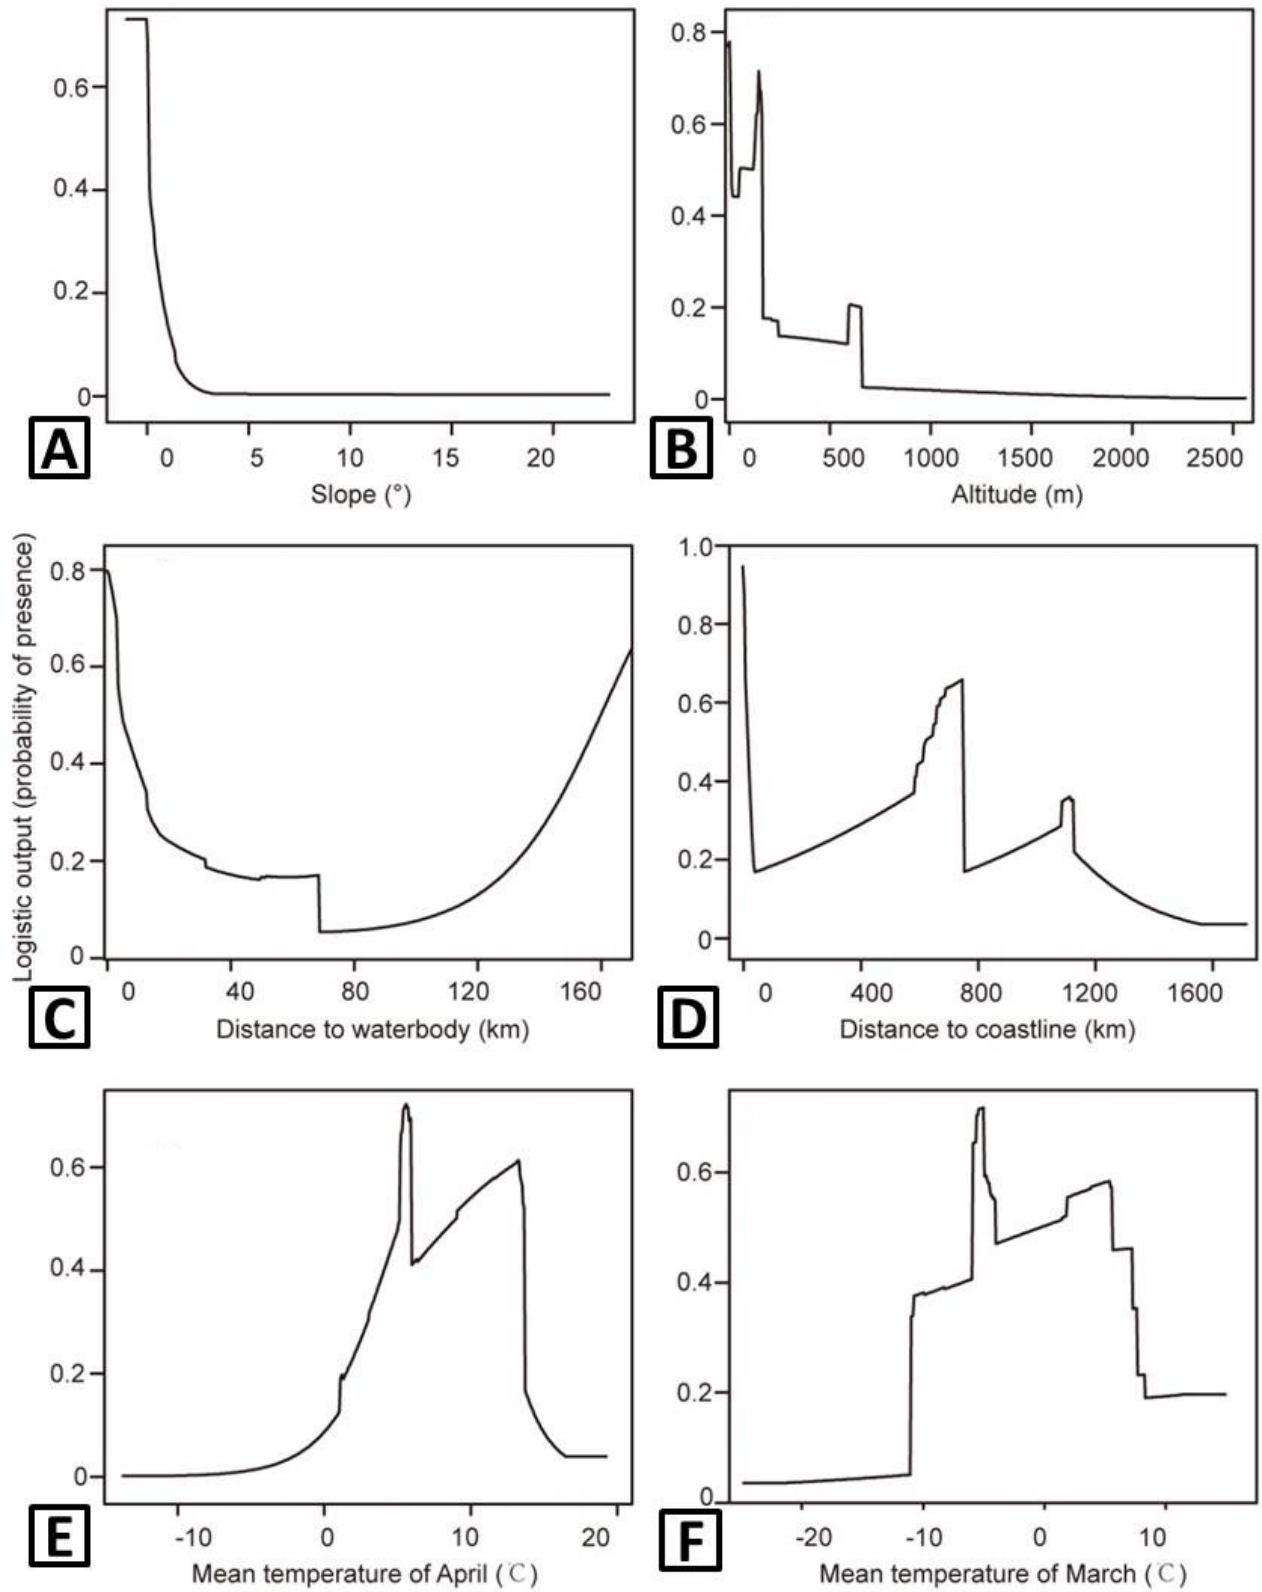 0.6
0.4
0.2
0
A
0 5 10 15 20
Slope (°)
0.8
0.6
0.4
0.2
0
B
0 500 1000 1500 2000 2500
Altitude (m)
Logistic output (probability of presence)
0.8
0.6
0.4
0.2
0
C
0 40 80 120 160
Distance to waterbody (km)
1.0
0.8
0.6
0.4
0.2
0
D
0 400 800 1200 1600
Distance to coastline (km)
0.6
0.4
0.2
0
E
-10 0 10 20
Mean temperature of April (℃)
0.6
0.4
0.2
0
F
-20 -10 0 10
Mean temperature of March (℃)